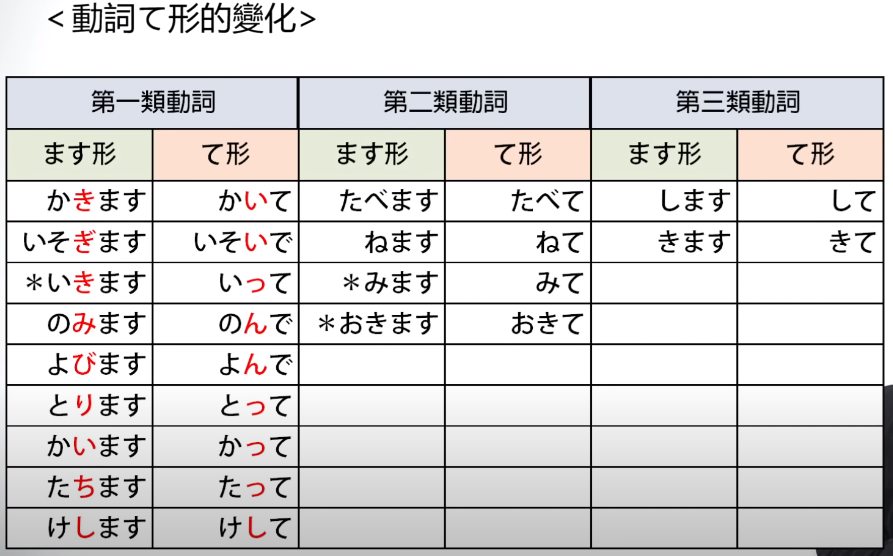 <動詞て形的變化>
第一類動詞 第二類動詞 第三類動詞
ます形 て形 ます形 て形 ます形 て形
かきます かいて たべます たべて します して
いそぎます いそいで ねます ねて きます きて
＊いきます いって ＊みます みて
のみます のんで ＊おきます おきて
よびます よんで
とります とって
かいます かって
たちます たって
けします けして